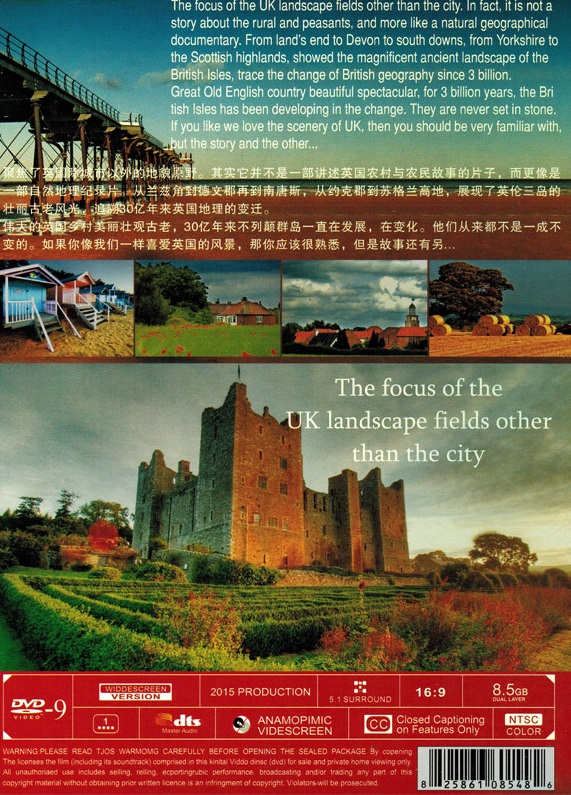 The focus of the UK landscape fields other than the city. In fact, it is not a
story about the rural and peasants, and more like a natural geographical
documentary. From land's end to Devon to south downs, from Yorkshire to
the Scottish highlands, showed the magnificent ancient landscape of the
British Isles, trace the change of British geography since 3 billion.
Great Old English country beautiful spectacular, for 3 billion years, the Bri
tish Isles has been developing in the change. They are never set in stone.
If you like we love the scenery of UK, then you should be very familiar with,
but the story and the other...
聚焦了英国除城市以外的地貌原野。其实它并不是一部讲述英国农村与农民故事的片子，而更像是
一部自然地理纪录片。从兰兹角到德文郡再到南唐斯，从约克郡到苏格兰高地，展现了英伦三岛的
壮丽古老风光，追溯30亿年来英国地理的变迁。
伟大的英国乡村美丽壮观古老，30亿年来不列颠群岛一直在发展，在变化。他们从来都不是一成不
变的。如果你像我们一样喜爱英国的风景，那你应该很熟悉，但是故事还有另...
The focus of the
UK landscape fields other
than the city
DVD VIDEO -9
WIDDESCREEN
VERSION
2015 PRODUCTION
5.1 SURROUND
16:9
8.5GB
DUAL LAYER
1
dts
Master Audio
ANAMOPIMIC
VIDESCREEN
CC
Closed Captioning
on Features Only
NTSC
COLOR
WARNING:PLEASE READ TJOS WARMOMG CAREFULLY BEFORE OPENING THE SEALED PACKAGE By copening
The licenses the film (including its soundtrack) comprised in this kinital Viddo dinsc (dvd) for sale and private home viewing only.
All unauthoriaed use includes selling, relling, ecportingrubic performance, broadcasting and/or trading any part of this
copyright material without obtaining prior written licence is an infringment of copyright. Violators-will be prosecuted.
8 25861 08548 6